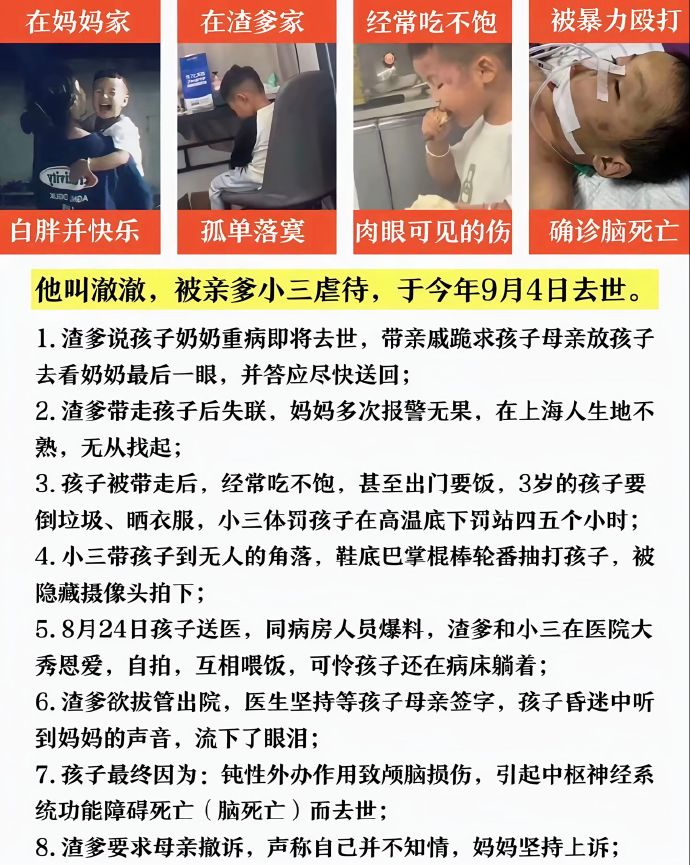 在妈妈家
在渣爹家
经常吃不饱
被暴力殴打
白胖并快乐
孤单落寞
肉眼可见的伤
确诊脑死亡
他叫澈澈，被亲爹小三虐待，于今年9月4日去世。
1. 渣爹说孩子奶奶重病即将去世，带亲戚跪求孩子母亲放孩子
去看奶奶最后一眼，并答应尽快送回；
2. 渣爹带走孩子后失联，妈妈多次报警无果，在上海人生地不
熟，无从找起；
3. 孩子被带走后，经常吃不饱，甚至出门要饭，3岁的孩子要
倒垃圾、晒衣服，小三体罚孩子在高温底下罚站四五个小时；
4. 小三带孩子到无人的角落，鞋底巴掌棍棒轮番抽打孩子，被
隐藏摄像头拍下；
5. 8月24日孩子送医，同病房人员爆料，渣爹和小三在医院大
秀恩爱，自拍，互相喂饭，可怜孩子还在病床躺着；
6. 渣爹欲拔管出院，医生坚持等孩子母亲签字，孩子昏迷中听
到妈妈的声音，流下了眼泪；
7. 孩子最终因为：钝性外办作用致颅脑损伤，引起中枢神经系
统功能障碍死亡（脑死亡）而去世；
8. 渣爹要求母亲撤诉，声称自己并不知情，妈妈坚持上诉；